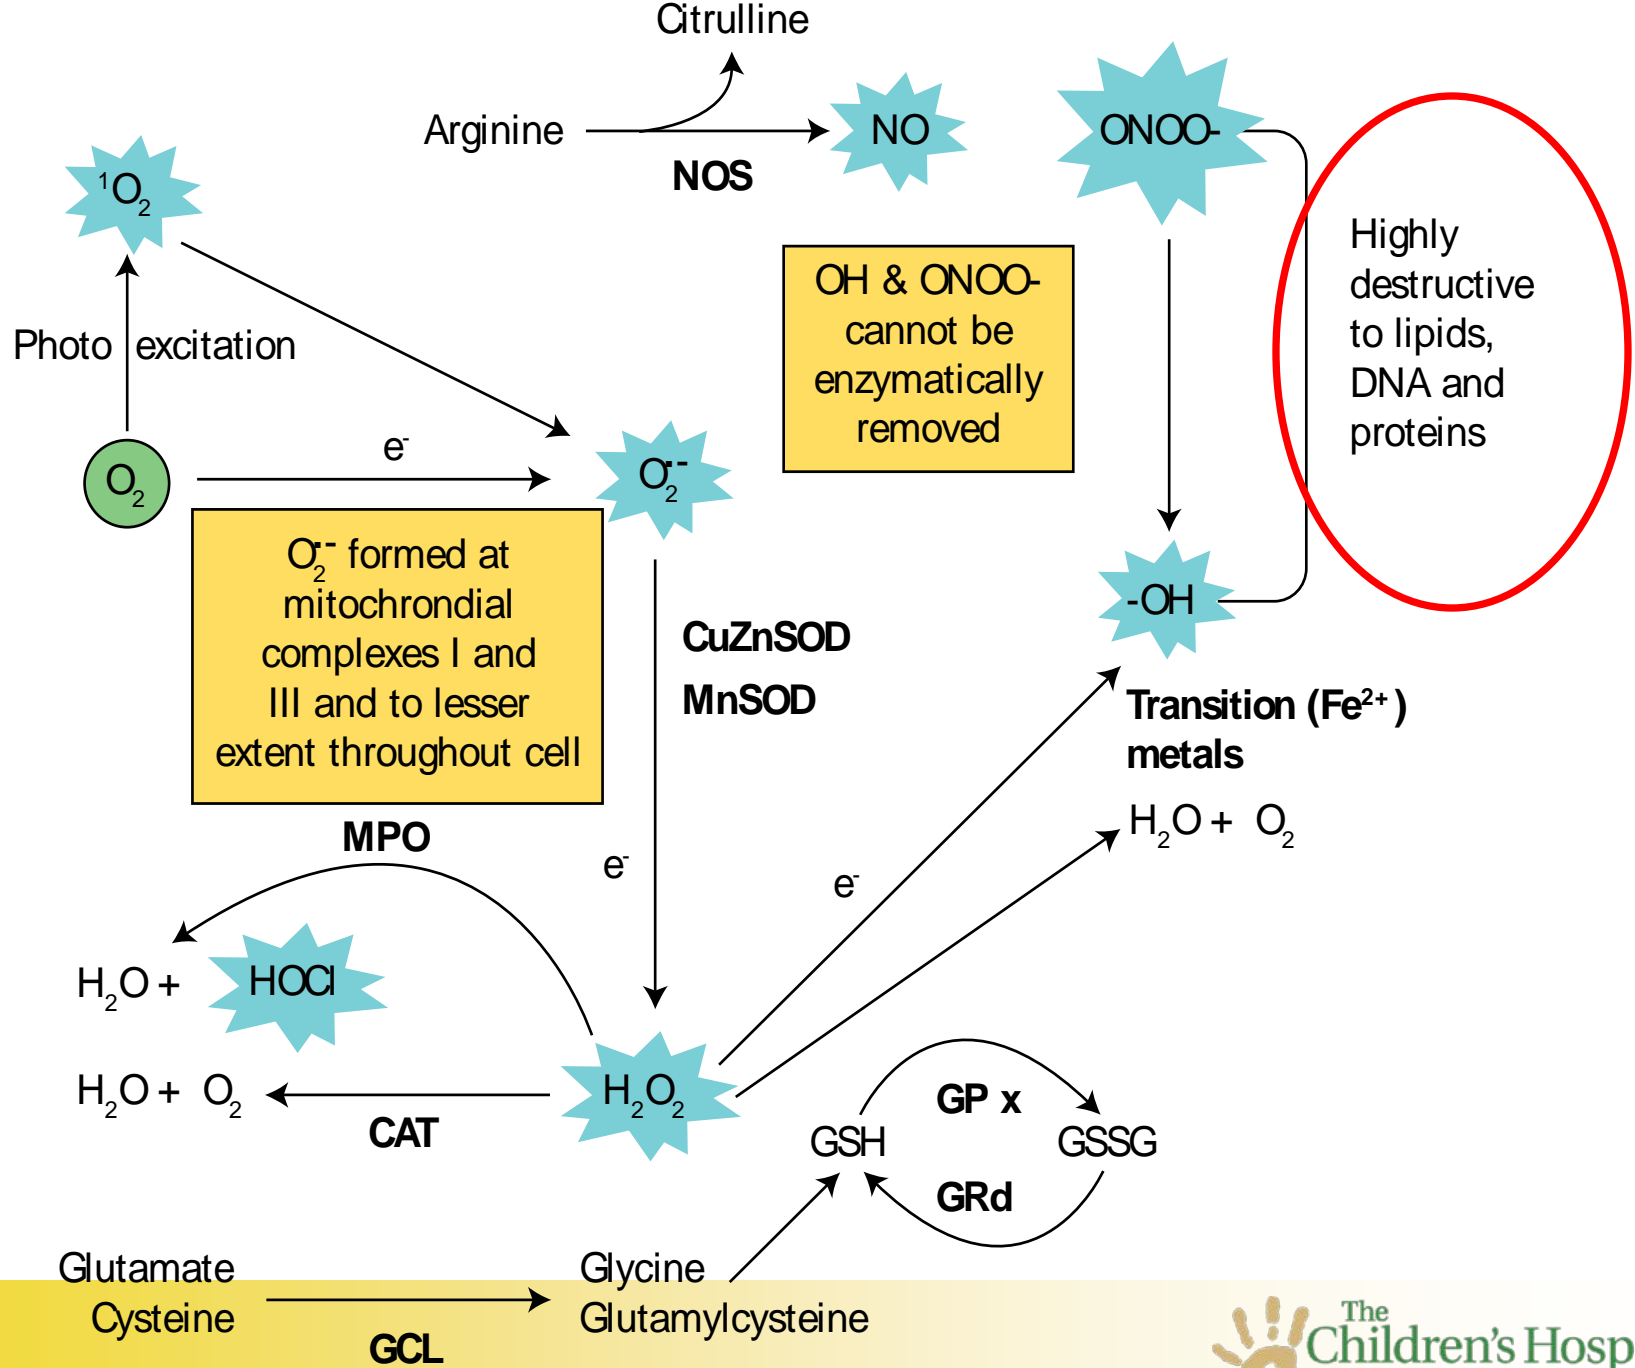 Citrulline
Arginine
NO
ONOO-
NOS
¹O₂
Highly
destructive
to lipids,
DNA and
proteins
OH & ONOO-
cannot be
enzymatically
removed
Photo excitation
e⁻
O₂
O₂·⁻
O₂·⁻ formed at
mitochrondial
complexes I and
III and to lesser
extent throughout cell
-OH
CuZnSOD
MnSOD
Transition (Fe²⁺)
metals
H₂O + O₂
MPO
e⁻
e⁻
H₂O +
HOCl
H₂O + O₂
CAT
H₂O₂
GP x
GSH
GSSG
GRd
Glutamate
Cysteine
GCL
Glycine
Glutamylcysteine
The
Children's Hosp